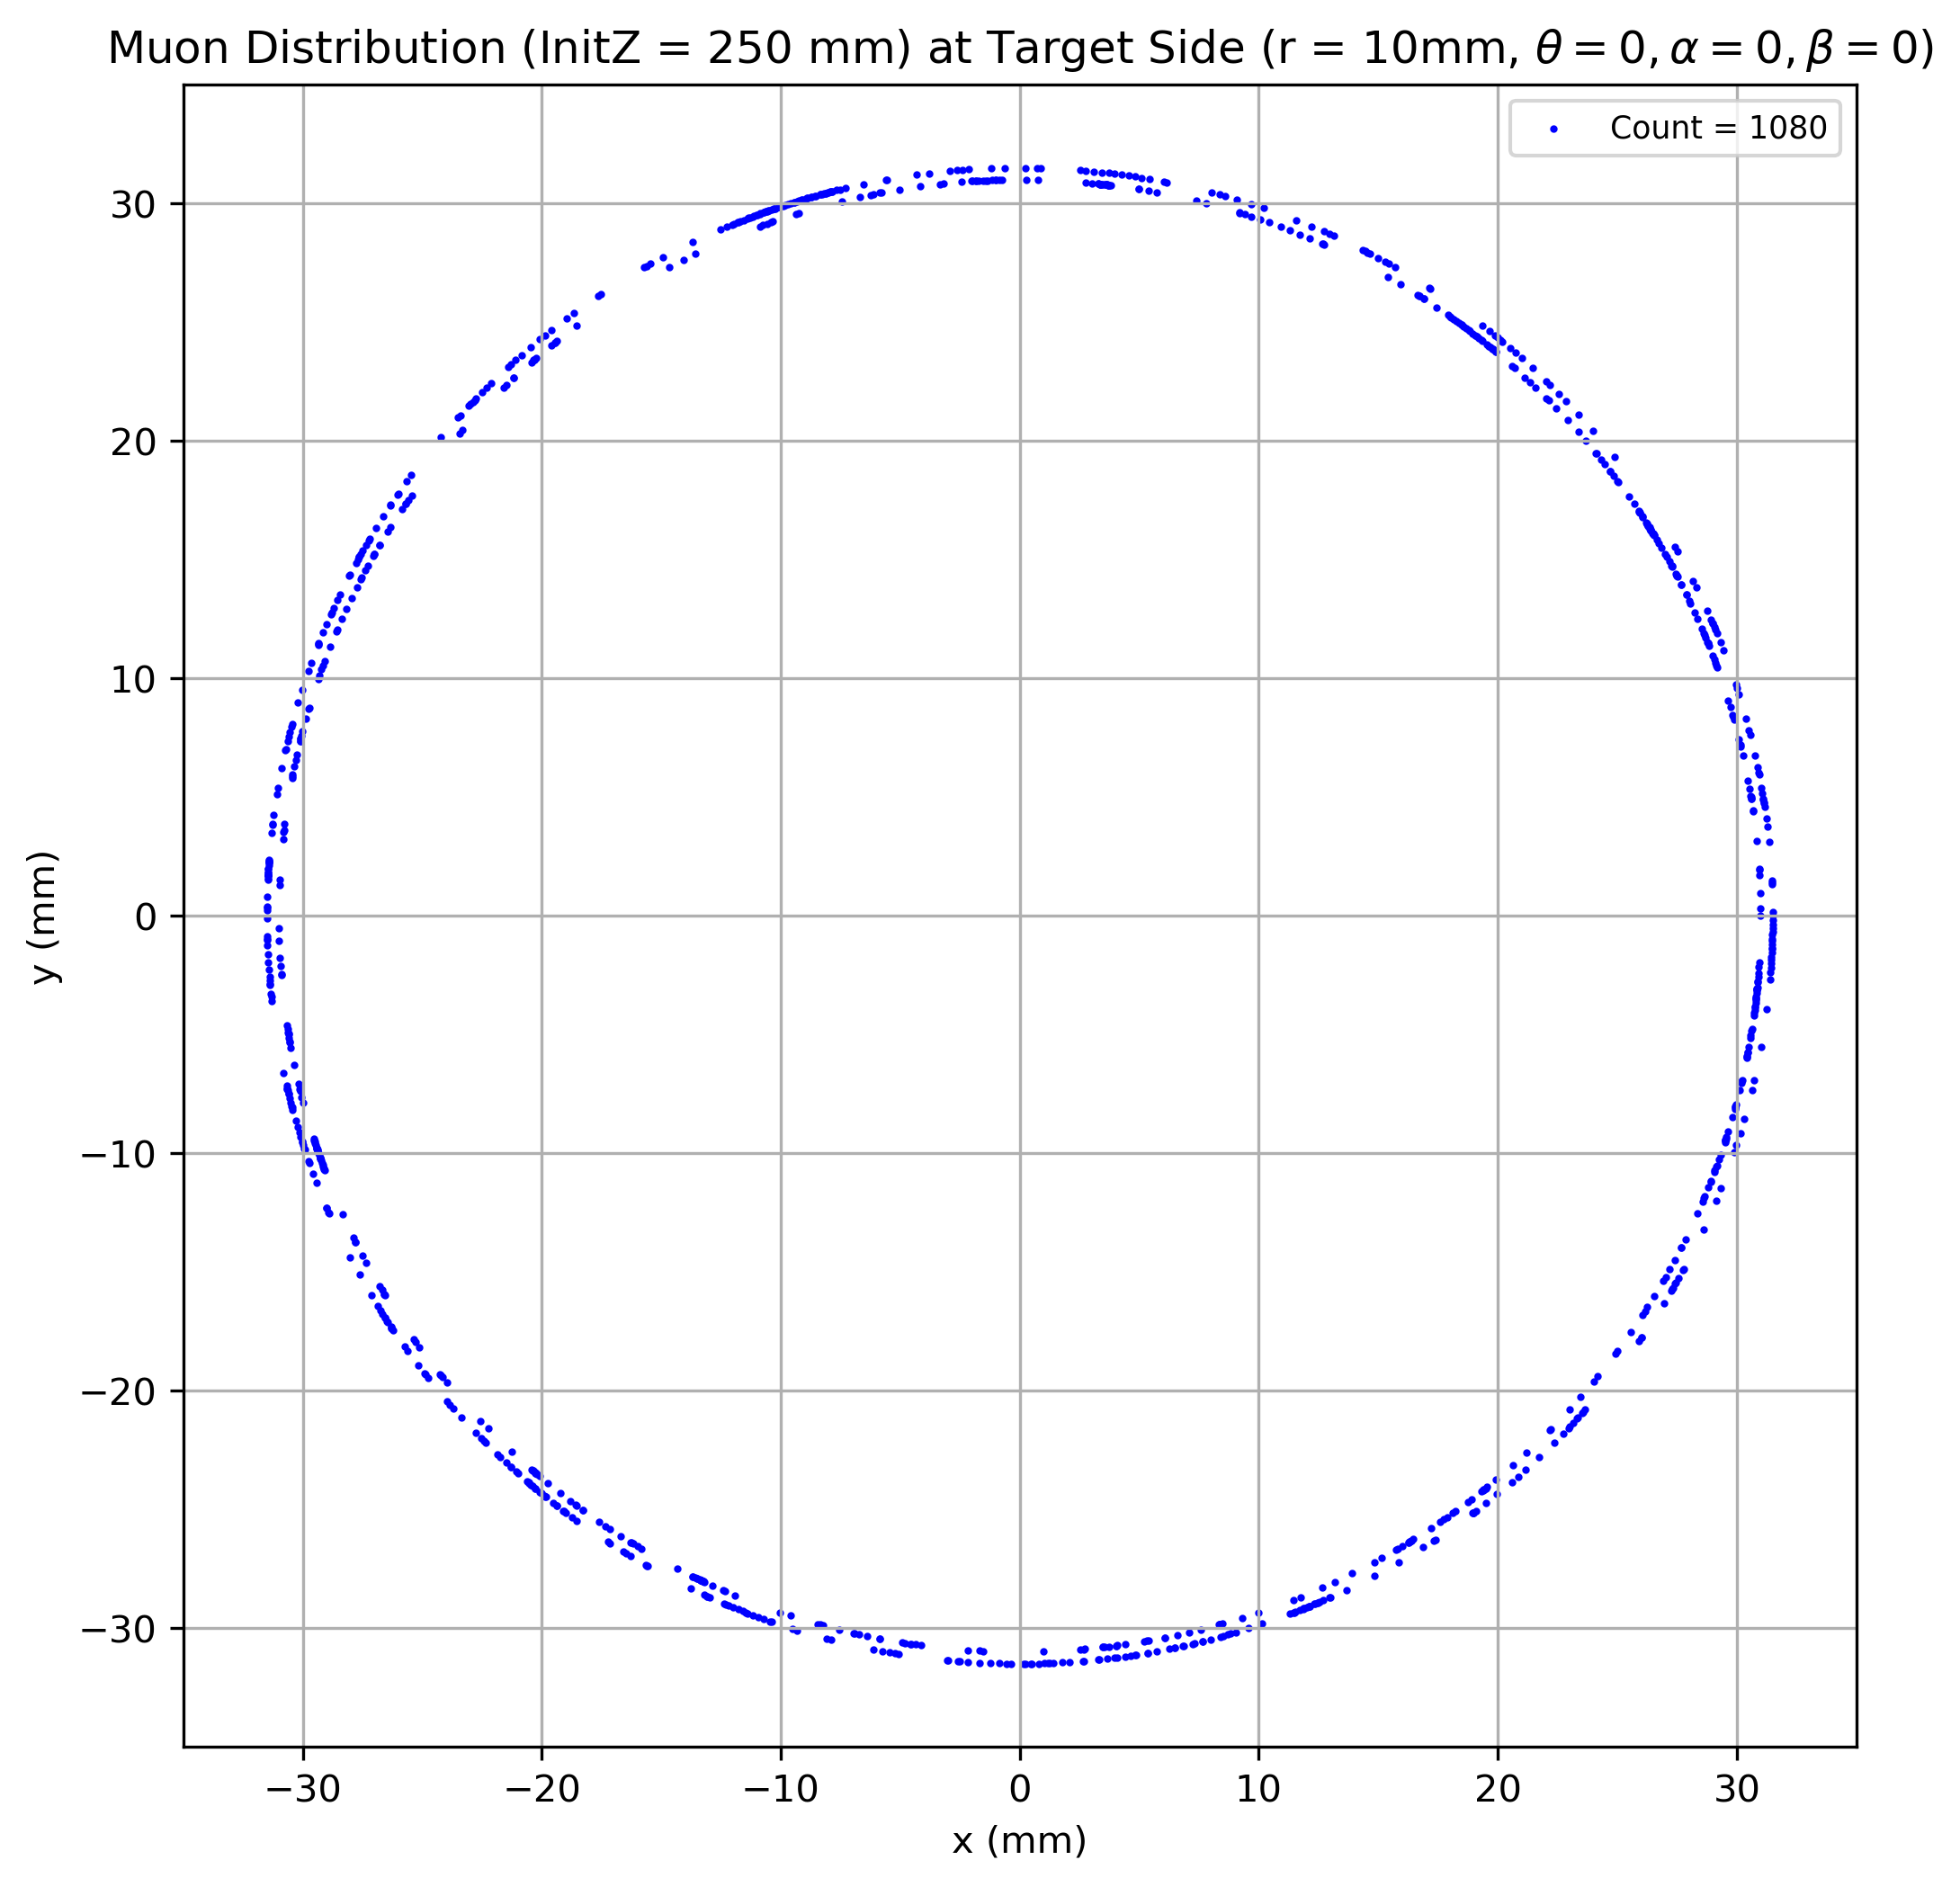 Muon Distribution (InitZ = 250 mm) at Target Side (r = 10mm, θ = 0, α = 0, β = 0)
Count = 1080
30
20
10
0
−10
−20
−30
y (mm)
−30 −20 −10 0 10 20 30
x (mm)